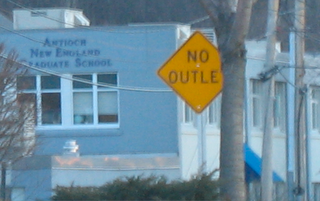 Antioch
New England
Graduate School
NO
OUTLE